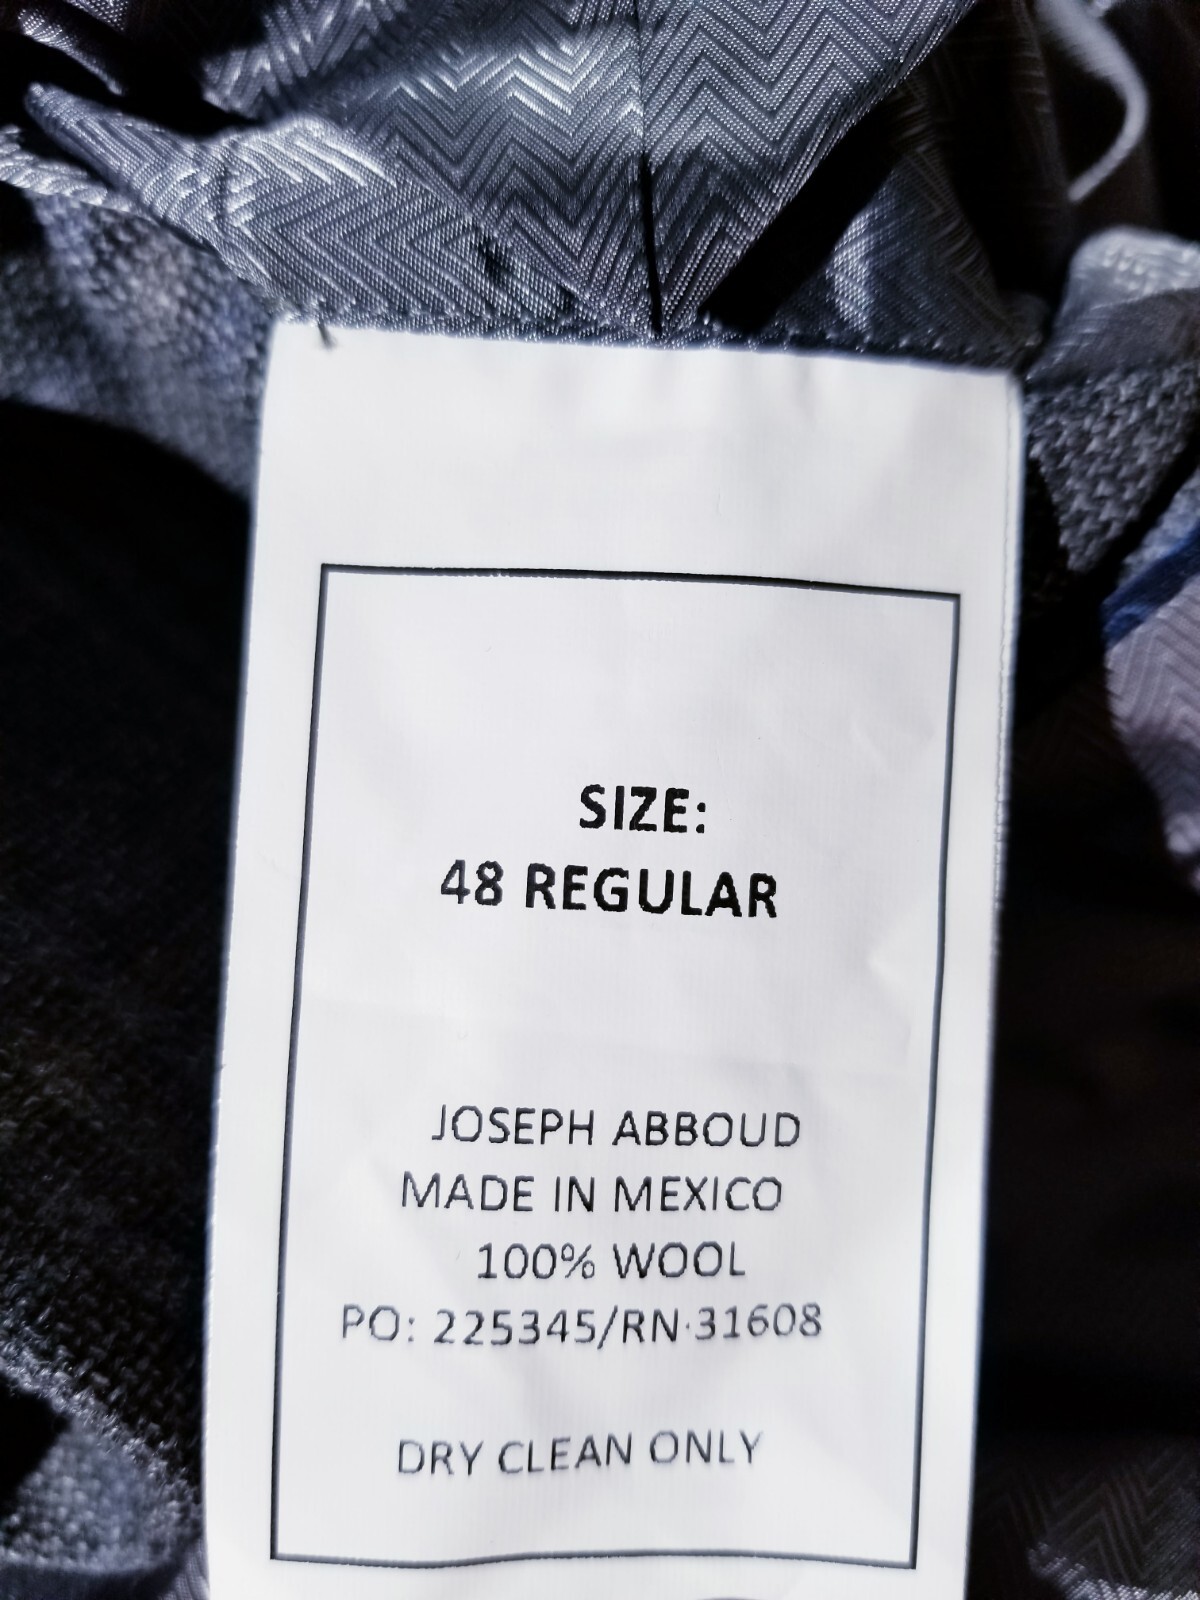 SIZE:
48 REGULAR
JOSEPH ABBOUD
MADE IN MEXICO
100% WOOL
PO: 225345/RN·31608
DRY CLEAN ONLY